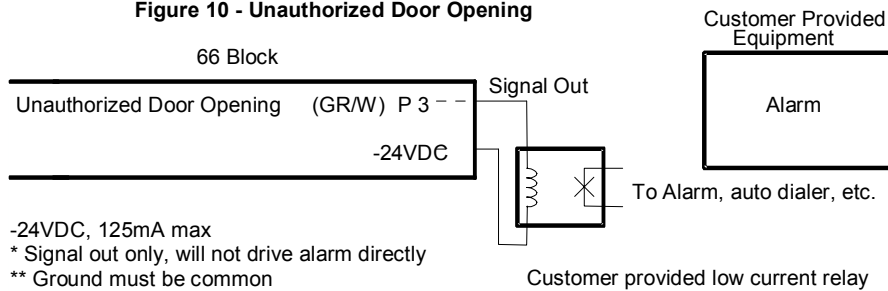 Figure 10 - Unauthorized Door Opening
Customer Provided
Equipment
66 Block
Signal Out
Unauthorized Door Opening (GR/W) P 3
Alarm
-24VDC
To Alarm, auto dialer, etc.
-24VDC, 125mA max
* Signal out only, will not drive alarm directly
** Ground must be common
Customer provided low current relay